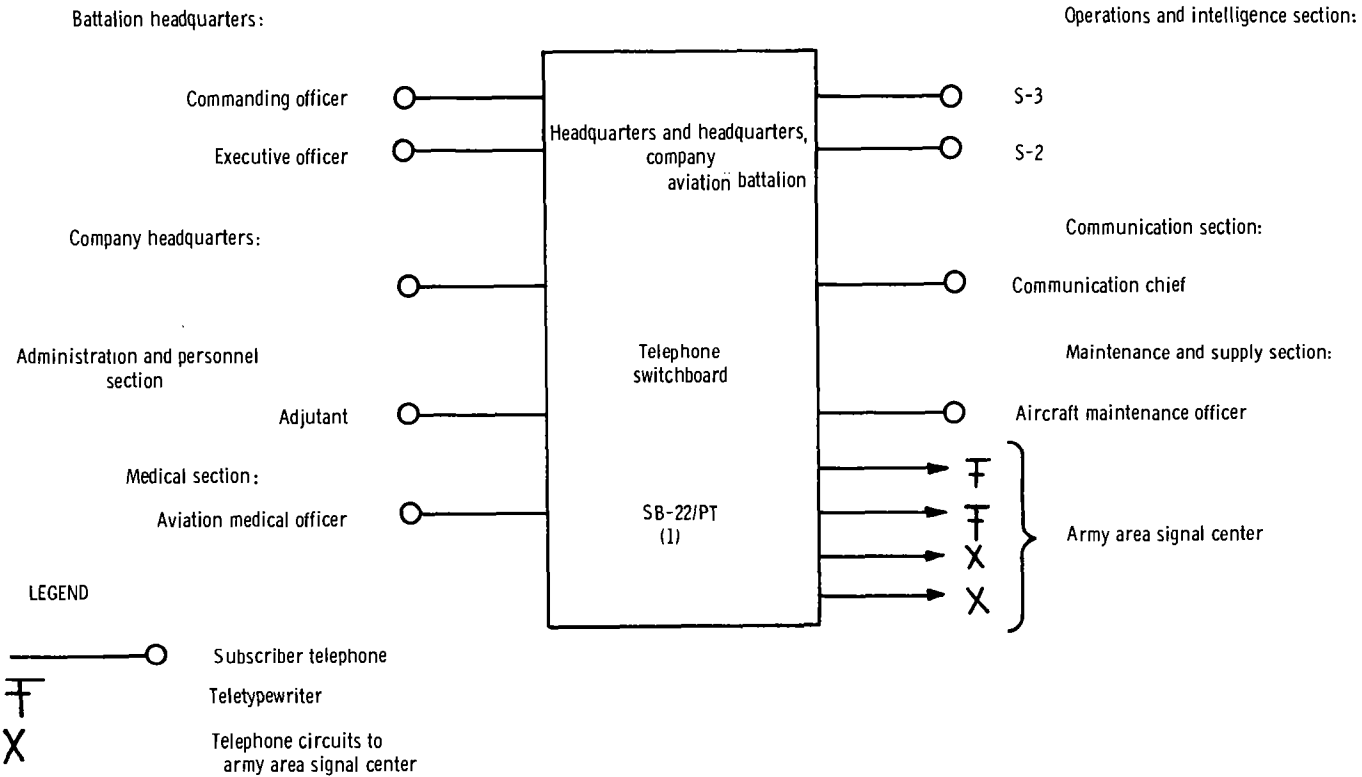 Battalion headquarters:
Commanding officer
Executive officer
Company headquarters:
Administration and personnel
section
Adjutant
Medical section:
Aviation medical officer
Headquarters and headquarters,
company
aviation battalion
Telephone
switchboard
SB-22/PT
(1)
Operations and intelligence section:
S-3
S-2
Communication section:
Communication chief
Maintenance and supply section:
Aircraft maintenance officer
Army area signal center
X
X
LEGEND
Subscriber telephone
Teletypewriter
X
Telephone circuits to
army area signal center